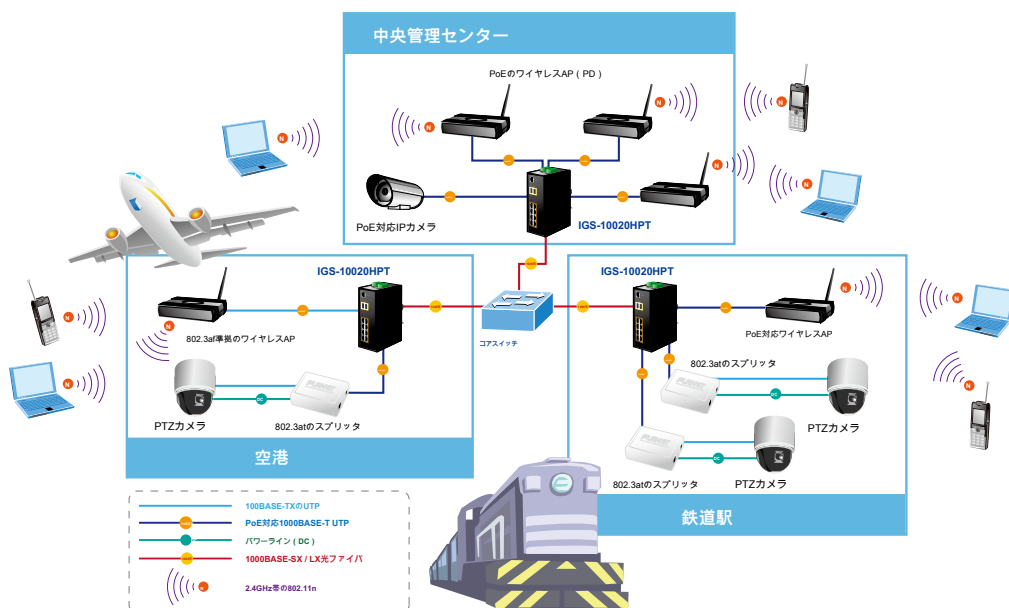 中央管理センター
PoEのワイヤレスAP ( PD )
N
N
N
N
N
N
PoE対応IPカメラ
IGS-10020HPT
IGS-10020HPT
IGS-10020HPT
N
N
N
N
802.3af準拠のワイヤレスAP
N
コアスイッチ
PoE対応ワイヤレスAP
802.3atのスプリッタ
N
PLANET
DC
PLANET
DC
PTZカメラ
802.3atのスプリッタ
PTZカメラ
PLANET
DC
802.3atのスプリッタ
PTZカメラ
空港
鉄道駅
100BASE-TXのUTP
PoE対応1000BASE-T UTP
パワーライン ( DC )
1000BASE-SX / LX光ファイバ
2.4GHz帯の802.11n